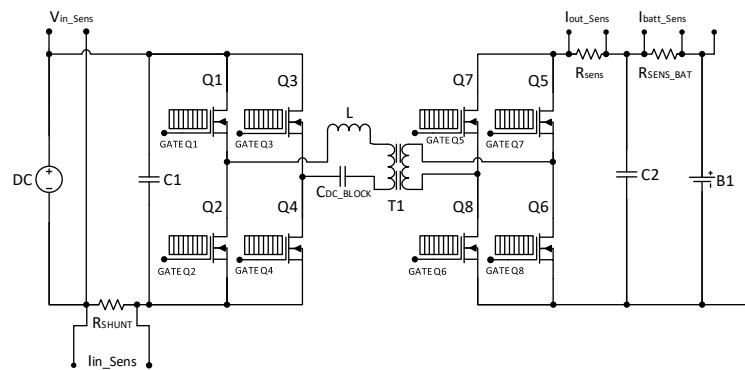 Vin_Sens
Iout_Sens
Ibatt_Sens
Q1
Q3
Q7
Q5
Rsens
RSENS_BAT
GATE Q1
GATE Q3
L
GATE Q5
GATE Q7
DC
C1
CDC_BLOCK
T1
C2
B1
Q2
Q4
Q8
Q6
GATE Q2
GATE Q4
GATE Q6
GATE Q8
RSHUNT
Iin_Sens